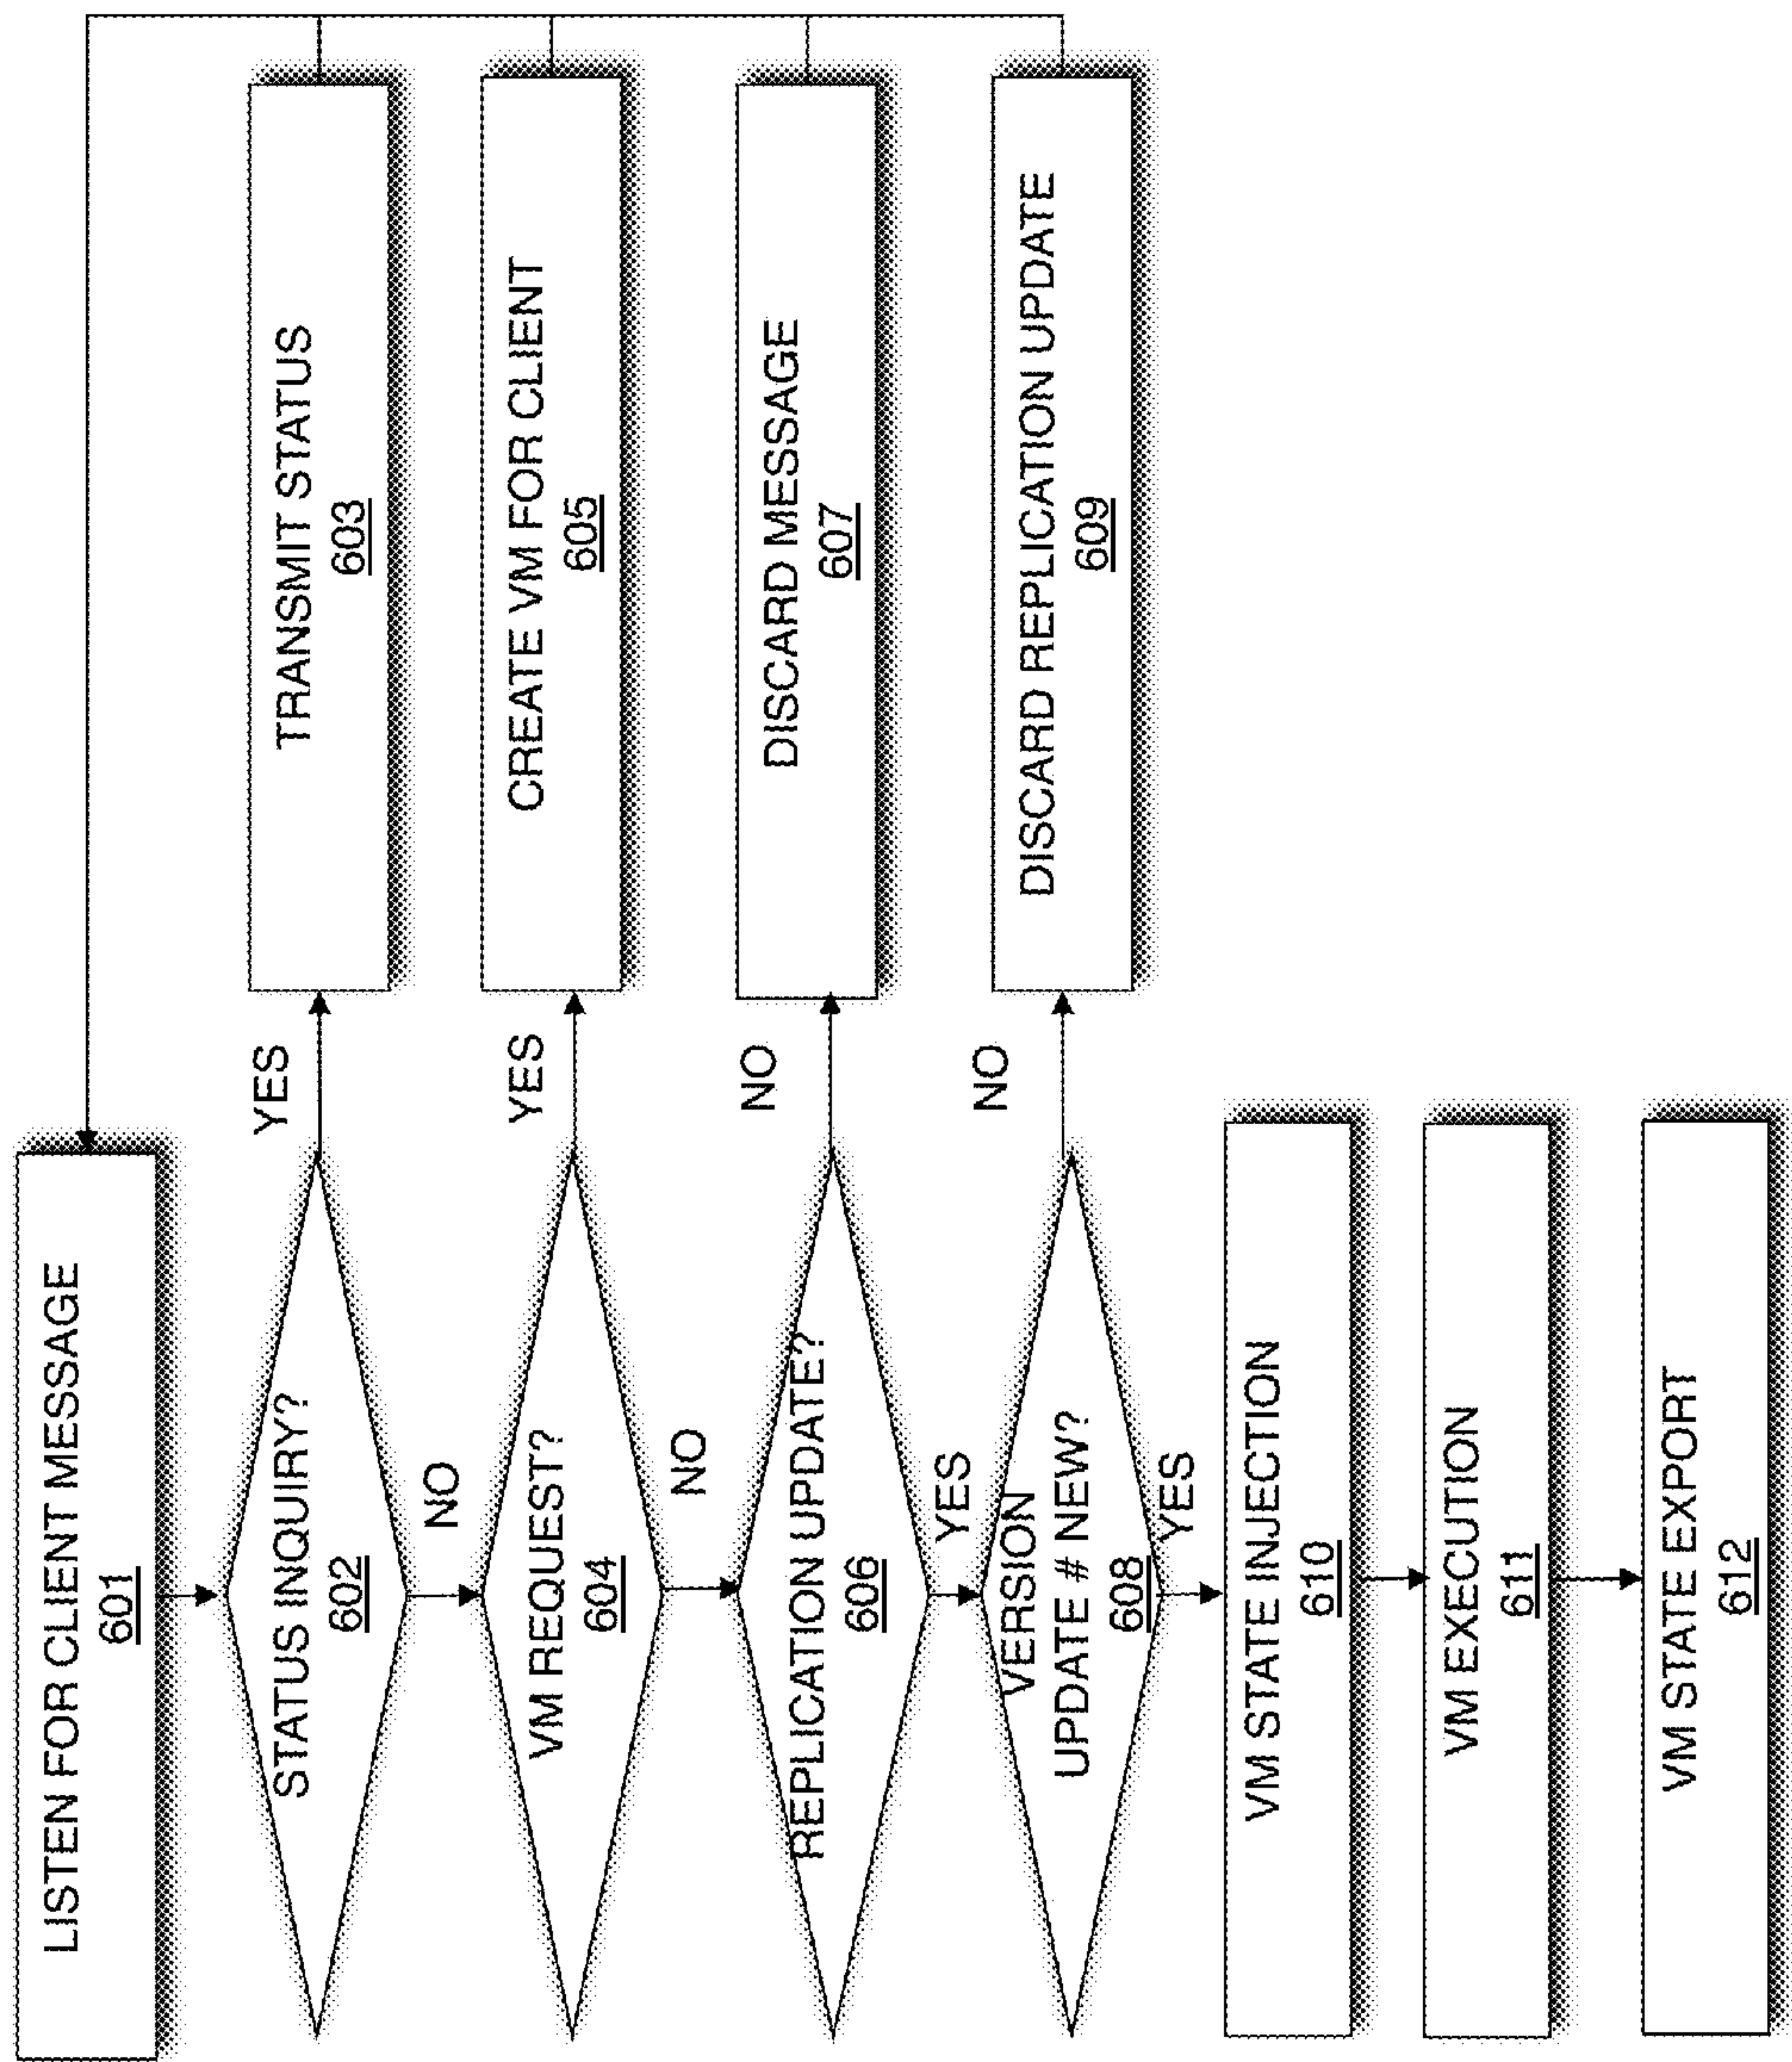 LISTEN FOR CLIENT MESSAGE
601
STATUS INQUIRY?
602
YES
TRANSMIT STATUS
603
NO
VM REQUEST?
604
YES
CREATE VM FOR CLIENT
605
NO
REPLICATION UPDATE?
606
NO
DISCARD MESSAGE
607
YES
VERSION
UPDATE # NEW?
608
NO
DISCARD REPLICATION UPDATE
609
YES
VM STATE INJECTION
610
VM EXECUTION
611
VM STATE EXPORT
612